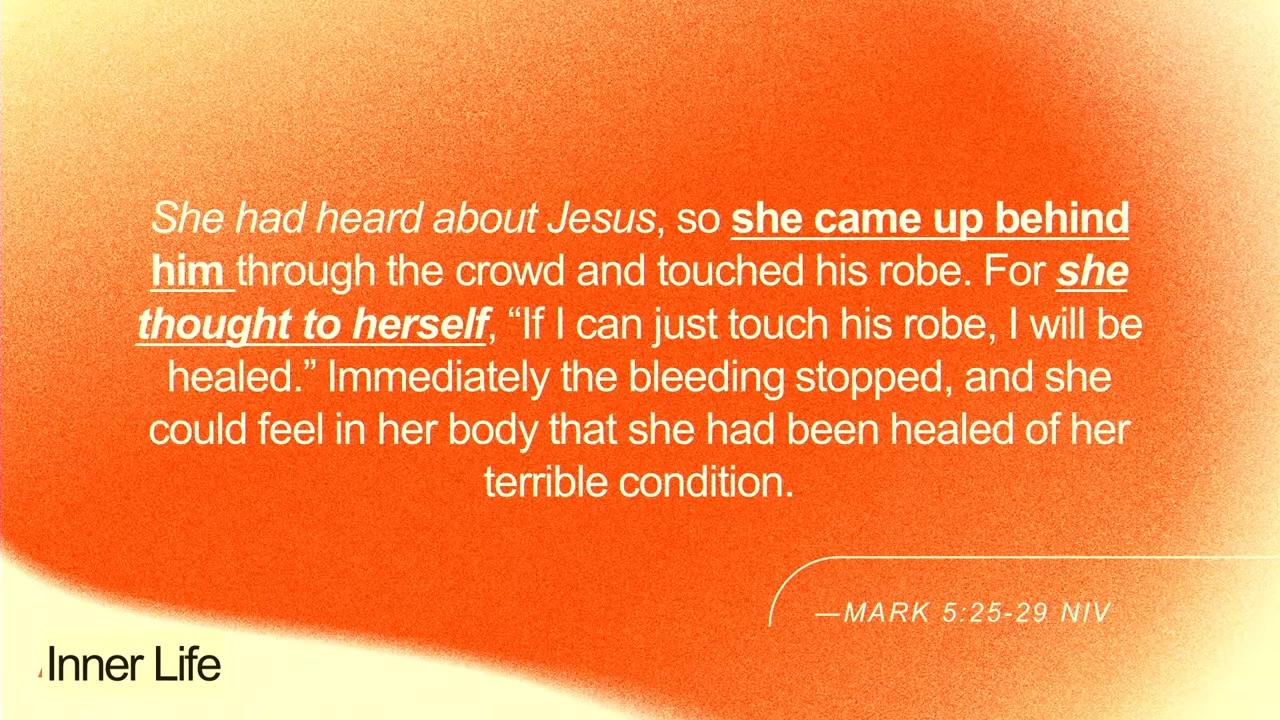 She had heard about Jesus, so she came up behind
him through the crowd and touched his robe. For she
thought to herself, “If I can just touch his robe, I will be
healed.” Immediately the bleeding stopped, and she
could feel in her body that she had been healed of her
terrible condition.
—MARK 5:25-29 NIV
Inner Life